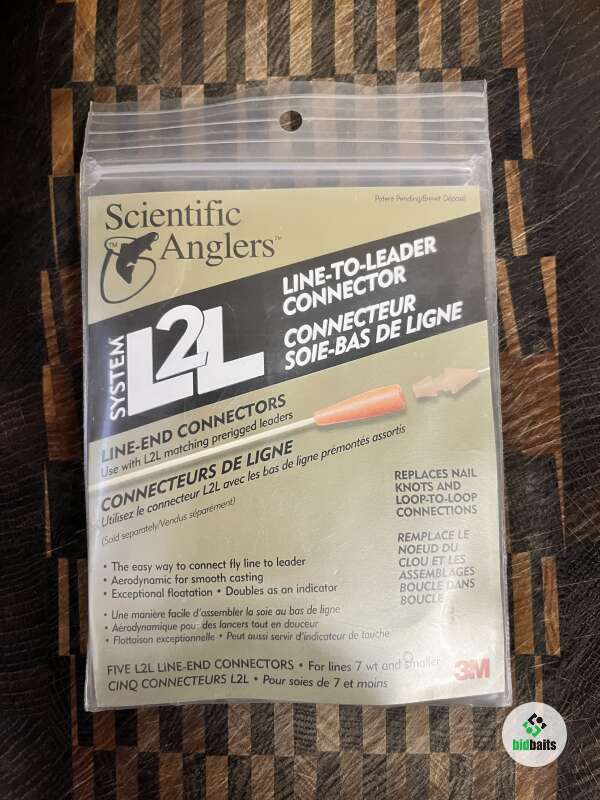 Patent Pending/Brevet Déposé
Scientific
Anglers™
TM
SYSTEM L2L
LINE-TO-LEADER
CONNECTOR
CONNECTEUR
SOIE-BAS DE LIGNE
LINE-END CONNECTORS
Use with L2L matching prerigged leaders
CONNECTEURS DE LIGNE
Utilisez le connecteur L2L avec les bas de ligne prémontés assortis
(Sold separately/Vendus séparément)
REPLACES NAIL
KNOTS AND
LOOP-TO-LOOP
CONNECTIONS
REMPLACE LE
NOEUD DU
CLOU ET LES
ASSEMBLAGES
BOUCLE DANS
BOUCLE
• The easy way to connect fly line to leader
• Aerodynamic for smooth casting
• Exceptional floatation • Doubles as an indicator
• Une manière facile d'assembler la soie au bas de ligne
• Aérodynamique pour des lancers tout en douceur
• Flottaison exceptionnelle • Peut aussi servir d'indicateur de touche
FIVE L2L LINE-END CONNECTORS • For lines 7 wt and smaller
CINQ CONNECTEURS L2L • Pour soies de 7 et moins
3M
bidbaits